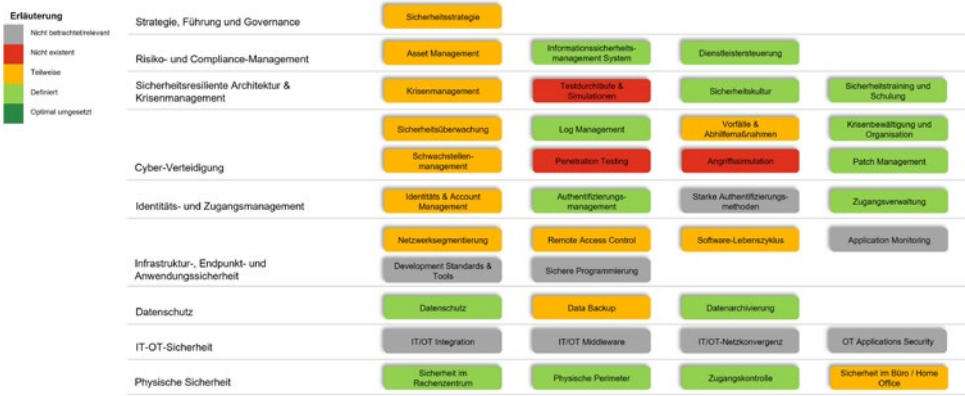 Erläuterung
Nicht betrachtet/relevant
Nicht existent
Teilweise
Definiert
Optimal umgesetzt
Strategie, Führung und Governance
Sicherheitsstrategie
Risiko- und Compliance-Management
Asset Management
Informationssicherheits-
management System
Dienstleistersteuerung
Sicherheitsresiliente Architektur &
Krisenmanagement
Krisenmanagement
Testdurchläufe &
Simulationen
Sicherheitskultur
Sicherheitstraining und
Schulung
Cyber-Verteidigung
Sicherheitsüberwachung
Log Management
Vorfälle &
Abhilfemaßnahmen
Krisenbewältigung und
Organisation
Schwachstellen-
management
Penetration Testing
Angriffssimulation
Patch Management
Identitäts- und Zugangsmanagement
Identitäts & Account
Management
Authentifizierungs-
management
Starke Authentifizierungs-
methoden
Zugangsverwaltung
Infrastruktur-, Endpunkt- und
Anwendungssicherheit
Netzwerksegmentierung
Remote Access Control
Software-Lebenszyklus
Application Monitoring
Development Standards &
Tools
Sichere Programmierung
Datenschutz
Datenschutz
Data Backup
Datenarchivierung
IT-OT-Sicherheit
IT/OT Integration
IT/OT Middleware
IT/OT-Netzkonvergenz
OT Applications Security
Physische Sicherheit
Sicherheit im
Rechenzentrum
Physische Perimeter
Zugangskontrolle
Sicherheit im Büro / Home
Office